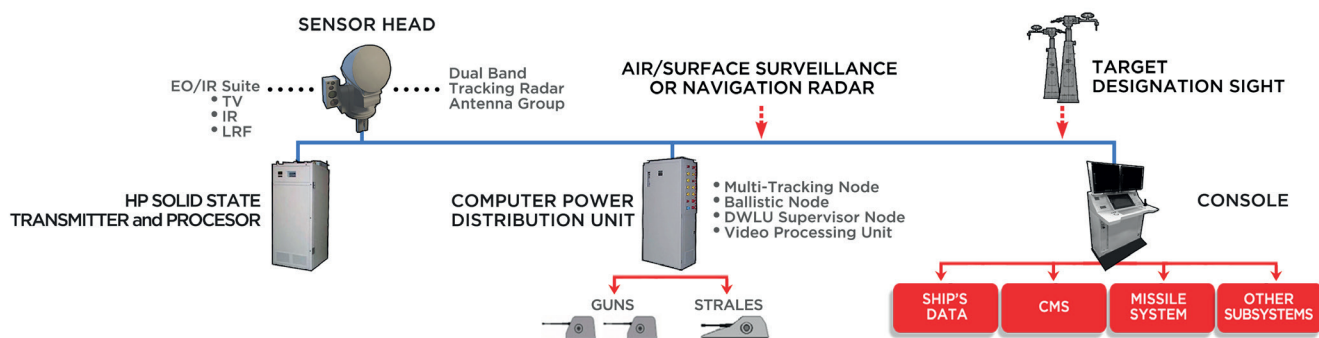 SENSOR HEAD
EO/IR Suite
• TV
• IR
• LRF
Dual Band
Tracking Radar
Antenna Group
AIR/SURFACE SURVEILLANCE
OR NAVIGATION RADAR
TARGET
DESIGNATION SIGHT
HP SOLID STATE
TRANSMITTER and PROCESOR
COMPUTER POWER
DISTRIBUTION UNIT
• Multi-Tracking Node
• Ballistic Node
• DWLU Supervisor Node
• Video Processing Unit
CONSOLE
GUNS
STRALES
SHIP'S
DATA
CMS
MISSILE
SYSTEM
OTHER
SUBSYSTEMS